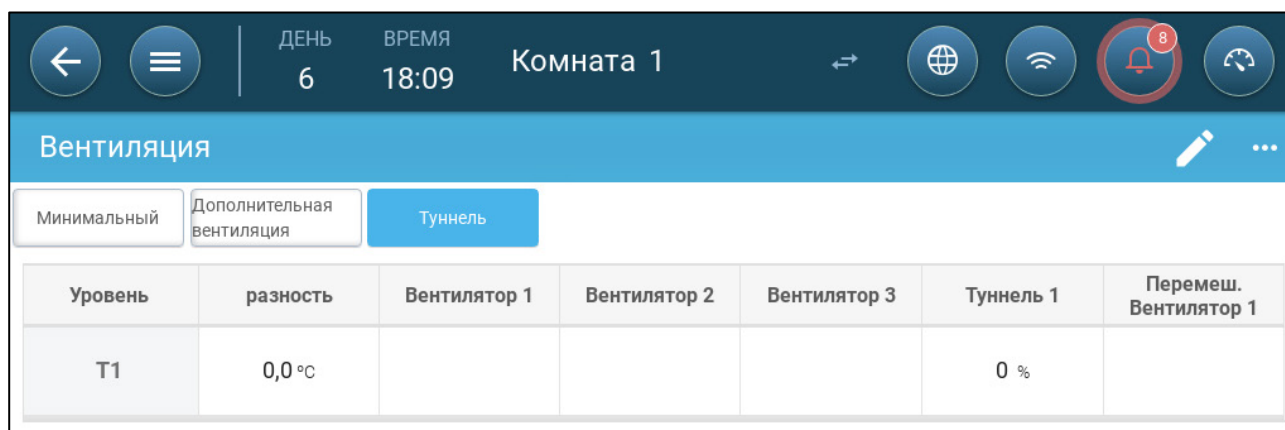 ДЕНЬ ВРЕМЯ
6 18:09 Комната 1 8
Вентиляция
Минимальный Дополнительная вентиляция Туннель
Уровень разность Вентилятор 1 Вентилятор 2 Вентилятор 3 Туннель 1 Перемеш. Вентилятор 1
T1 0,0 °C 0 %